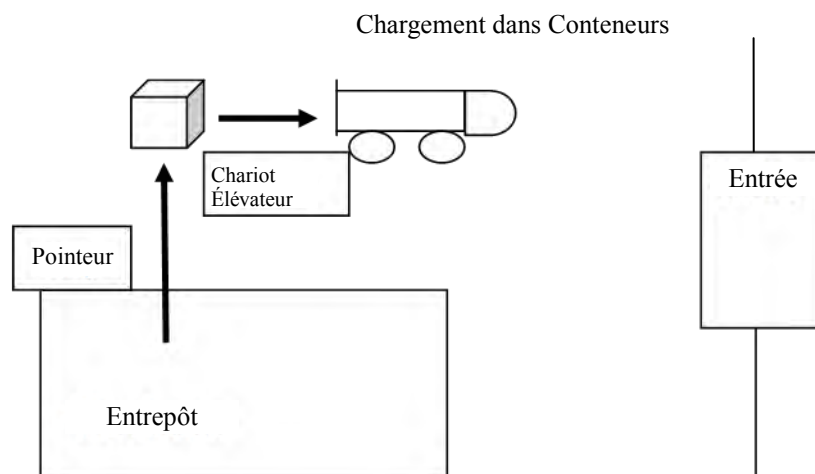 Chargement dans Conteneurs
Chariot
Élévateur
Entrée
Pointeur
Entrepôt